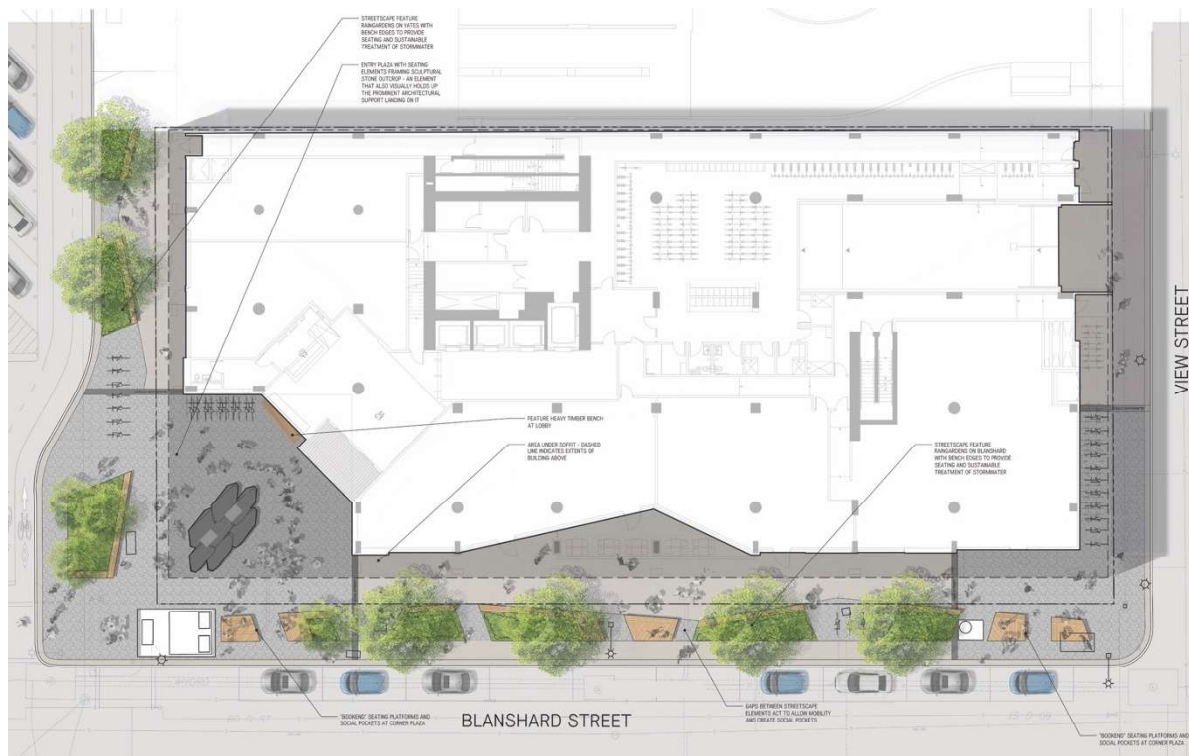 STREETSCAPE FEATURE
RAINGARDENS ON YATES WITH
BENCH EDGES TO PROVIDE
SEATING AND SUSTAINABLE
TREATMENT OF STORMWATER
ENTRY PLAZA WITH SEATING
ELEMENTS FRAMING SCULPTURAL
STONE OUTCROP - AN ELEMENT
THAT ALSO VISUALLY HOLDS UP
THE PROMINENT ARCHITECTURAL
SUPPORT LANDING ON IT
VIEW STREET
FEATURE HEAVY TIMBER BENCH
AT LOBBY
AREA UNDER SOFFIT - DASHED
LINE INDICATES EXTENTS OF
BUILDING ABOVE
STREETSCAPE FEATURE
RAINGARDENS ON BLANSHARD
WITH BENCH EDGES TO PROVIDE
SEATING AND SUSTAINABLE
TREATMENT OF STORMWATER
"BOOKEND" SEATING PLATFORMS AND
SOCIAL POCKETS AT CORNER PLAZA
BLANSHARD STREET
GAPS BETWEEN STREETSCAPE
ELEMENTS ACT TO ALLOW MOBILITY
AND CREATE SOCIAL POCKETS
"BOOKEND" SEATING PLATFORMS AND
SOCIAL POCKETS AT CORNER PLAZA